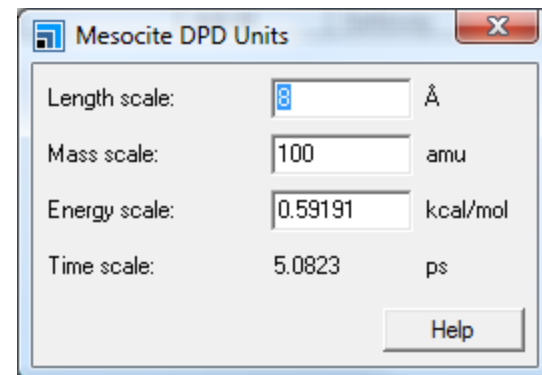 Mesocite DPD Units
Length scale: 8 Å
Mass scale: 100 amu
Energy scale: 0.59191 kcal/mol
Time scale: 5.0823 ps
Help